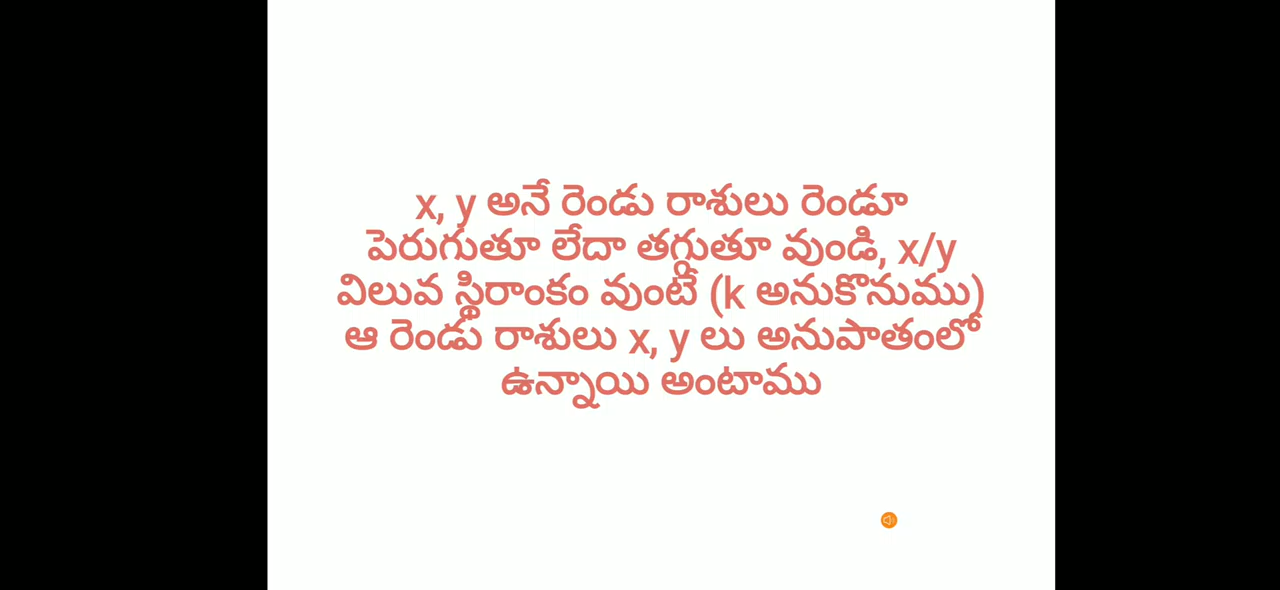 x, y అనే రెండు రాశులు రెండూ
పెరుగుతూ లేదా తగ్గుతూ వుండి, x/y
విలువ స్థిరాంకం వుంటే (k అనుకొనుము)
ఆ రెండు రాశులు x, y లు అనుపాతంలో
ఉన్నాయి అంటాము